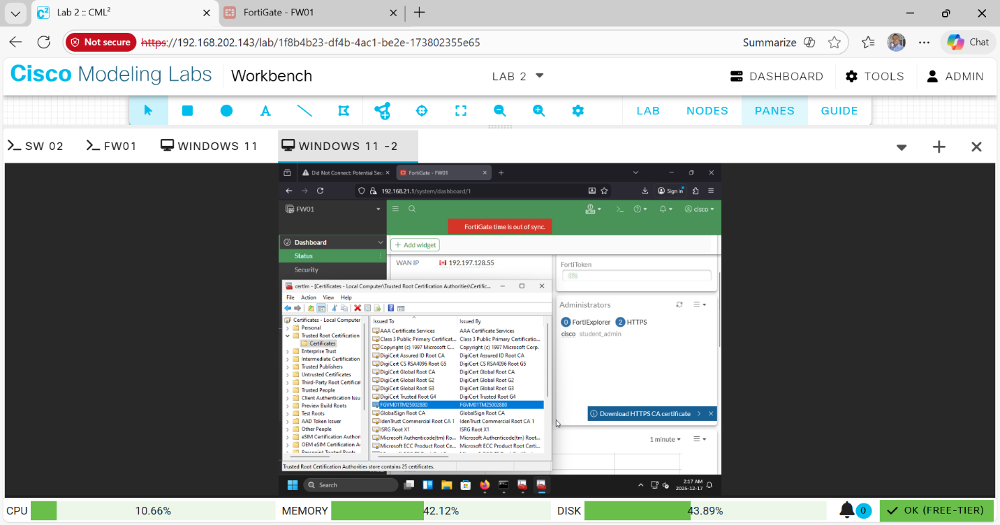 Lab 2 :: CML²
FortiGate - FW01
Not secure
https://192.168.202.143/lab/1f8b4b23-df4b-4ac1-be2e-173802355e65
Summarize
Chat
Cisco Modeling Labs
Workbench
LAB 2
DASHBOARD
TOOLS
ADMIN
LAB
NODES
PANES
GUIDE
SW 02
FW01
WINDOWS 11
WINDOWS 11 -2
Did Not Connect: Potential Sec
FortiGate - FW01
192.168.21.1/system/dashboard/1
Sign in
FW01
cisco
FortiGate time is out of sync.
Dashboard
Status
Security
Add widget
WAN IP
192.197.128.55
FortiToken
Administrators
0 FortiExplorer
2 HTTPS
cisco student_admin
Download HTTPS CA certificate
1 minute
certlm - [Certificates - Local Computer\Trusted Root Certification Authorities\Certific...
File Action View Help
Certificates - Local Computer
Personal
Trusted Root Certification
Certificates
Enterprise Trust
Intermediate Certification
Trusted Publishers
Untrusted Certificates
Third-Party Root Certificat
Trusted People
Client Authentication Issu
Preview Build Roots
Test Roots
AAD Token Issuer
Other People
eSIM Certification Authori
OEM eSIM Certification A
Passpoint Trusted Roots
Issued To Issued By
AAA Certificate Services AAA Certificate Services
Class 3 Public Primary Certificat... Class 3 Public Primary Certificatio...
Copyright (c) 1997 Microsoft C... Copyright (c) 1997 Microsoft Corp.
DigiCert Assured ID Root CA DigiCert Assured ID Root CA
DigiCert CS RSA4096 Root G5 DigiCert CS RSA4096 Root G5
DigiCert Global Root CA DigiCert Global Root CA
DigiCert Global Root G2 DigiCert Global Root G2
DigiCert Global Root G3 DigiCert Global Root G3
DigiCert Trusted Root G4 DigiCert Trusted Root G4
FGVM01TM25002880 FGVM01TM25002880
GlobalSign Root CA GlobalSign Root CA
IdenTrust Commercial Root CA 1 IdenTrust Commercial Root CA 1
ISRG Root X1 ISRG Root X1
Microsoft Authenticode(tm) Ro... Microsoft Authenticode(tm) Root...
Microsoft ECC Product Root Ce... Microsoft ECC Product Root Certi...
Trusted Root Certification Authorities store contains 25 certificates.
Search
2:17 AM
2025-12-17
CPU
10.66%
MEMORY
42.12%
DISK
43.89%
0
OK (FREE-TIER)